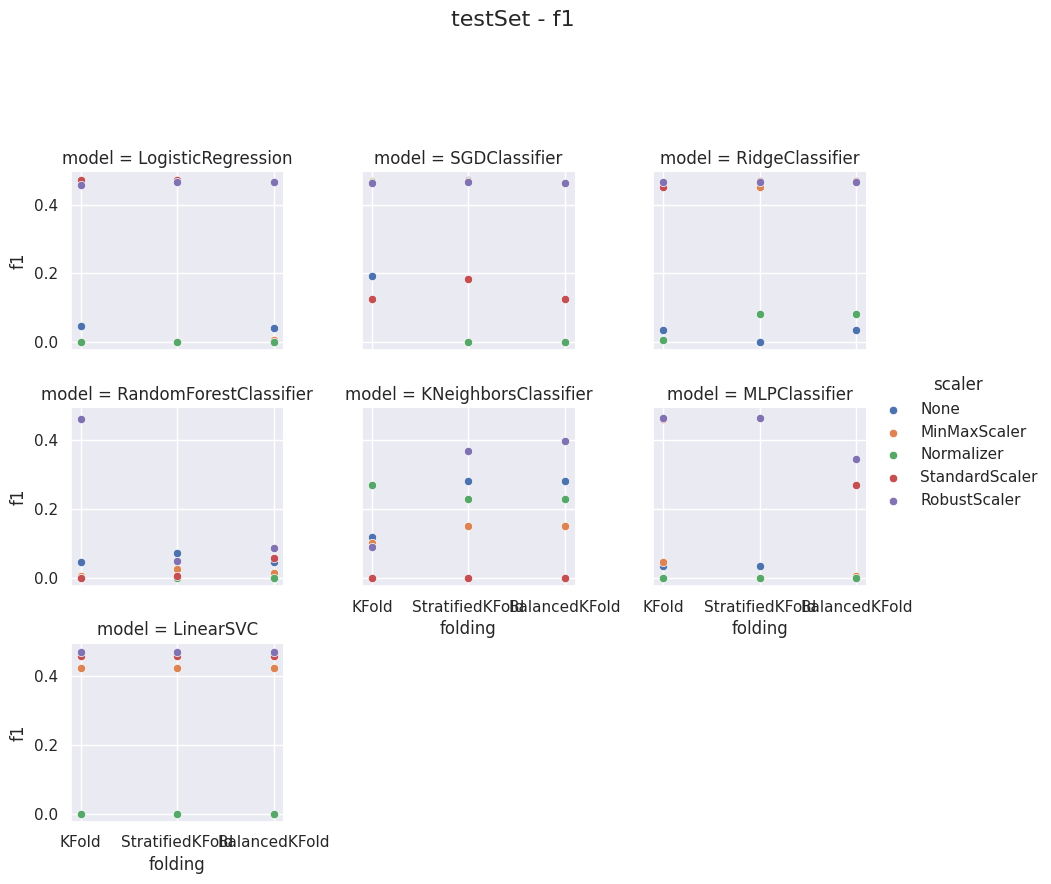 testSet - f1
model = LogisticRegression
model = SGDClassifier
model = RidgeClassifier
0.4
0.2
0.0
f1
model = RandomForestClassifier
model = KNeighborsClassifier
model = MLPClassifier
0.4
0.2
0.0
f1
KFold StratifiedKFold BalancedKFold
folding
KFold StratifiedKFold BalancedKFold
folding
scaler
None
MinMaxScaler
Normalizer
StandardScaler
RobustScaler
model = LinearSVC
0.4
0.2
0.0
f1
KFold StratifiedKFold BalancedKFold
folding